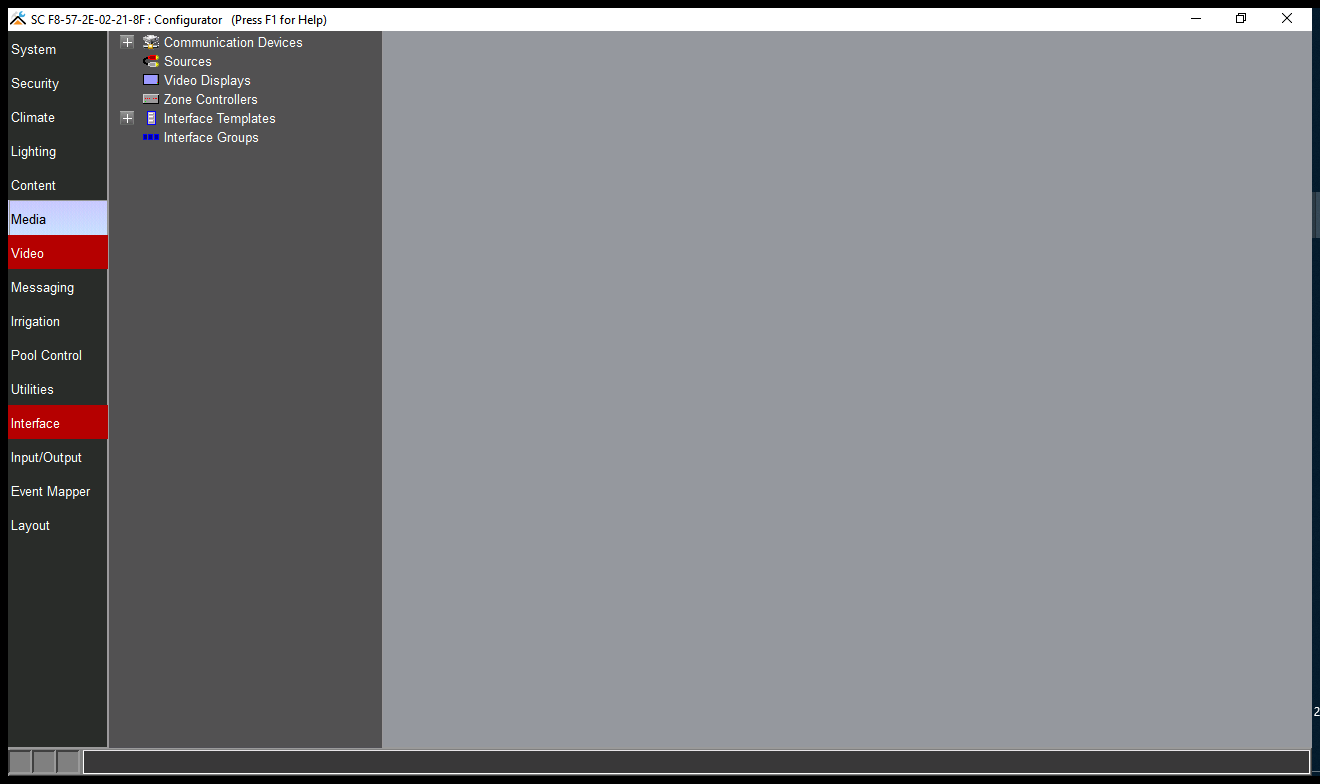 SC F8-57-2E-02-21-8F : Configurator (Press F1 for Help)
System
Security
Climate
Lighting
Content
Media
Video
Messaging
Irrigation
Pool Control
Utilities
Interface
Input/Output
Event Mapper
Layout
Communication Devices
Sources
Video Displays
Zone Controllers
Interface Templates
Interface Groups
2